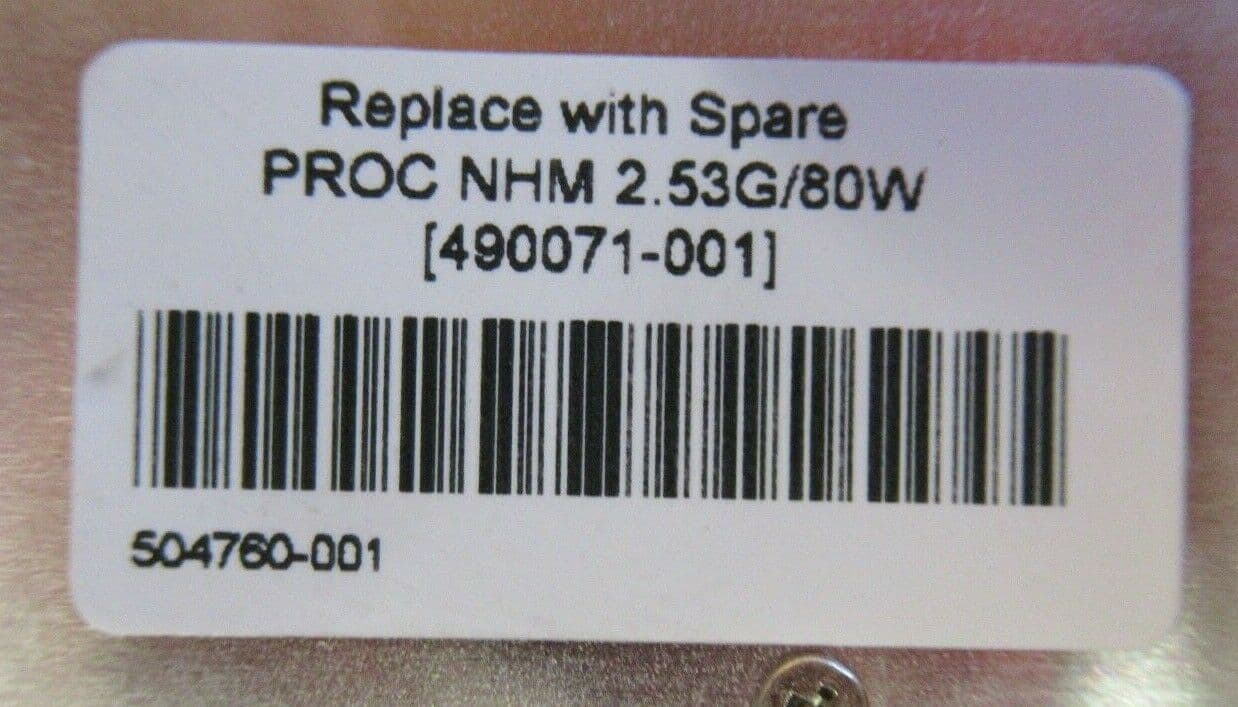 Replace with Spare
PROC NHM 2.53G/80W
[490071-001]
504760-001